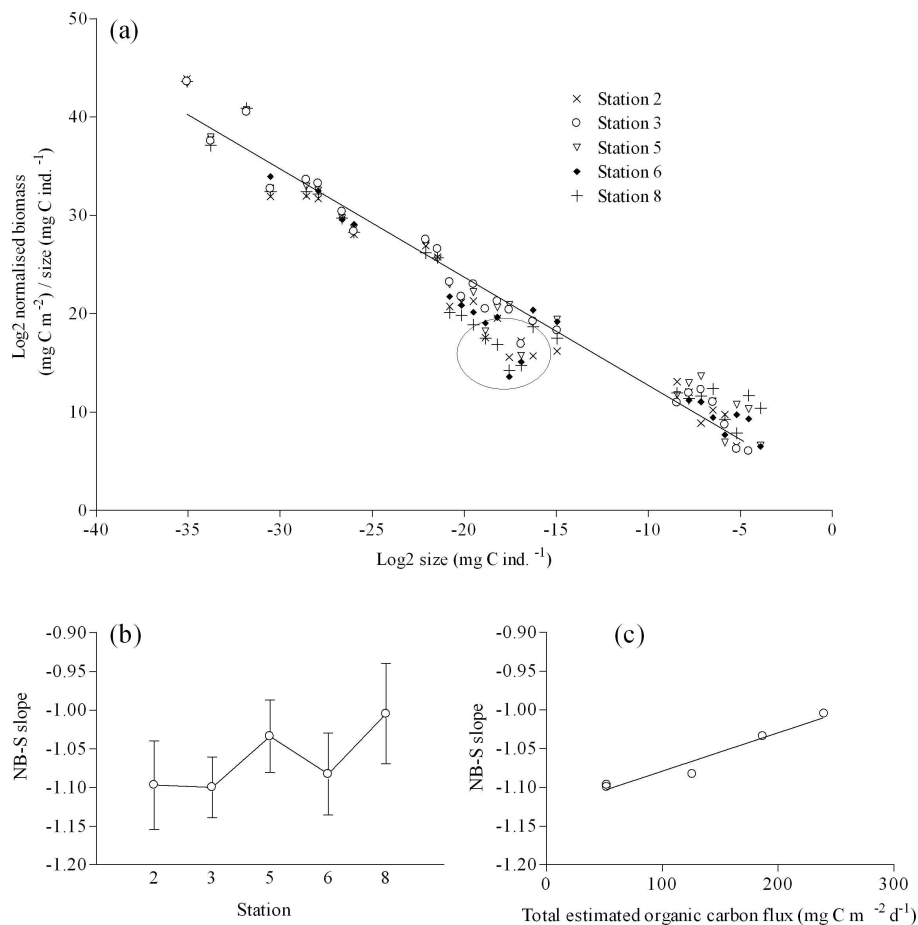 (a)
50
40
30
20
10
0
Log2 normalised biomass
(mg C m⁻²) / size (mg C ind. ⁻¹)
× Station 2
○ Station 3
▽ Station 5
◆ Station 6
+ Station 8
-40 -35 -30 -25 -20 -15 -10 -5 0
Log2 size (mg C ind. ⁻¹)
(b)
-0.90
-0.95
-1.00
-1.05
-1.10
-1.15
-1.20
NB-S slope
2 3 5 6 8
Station
(c)
-0.90
-0.95
-1.00
-1.05
-1.10
-1.15
-1.20
NB-S slope
0 100 200 300
Total estimated organic carbon flux (mg C m ⁻² d⁻¹)